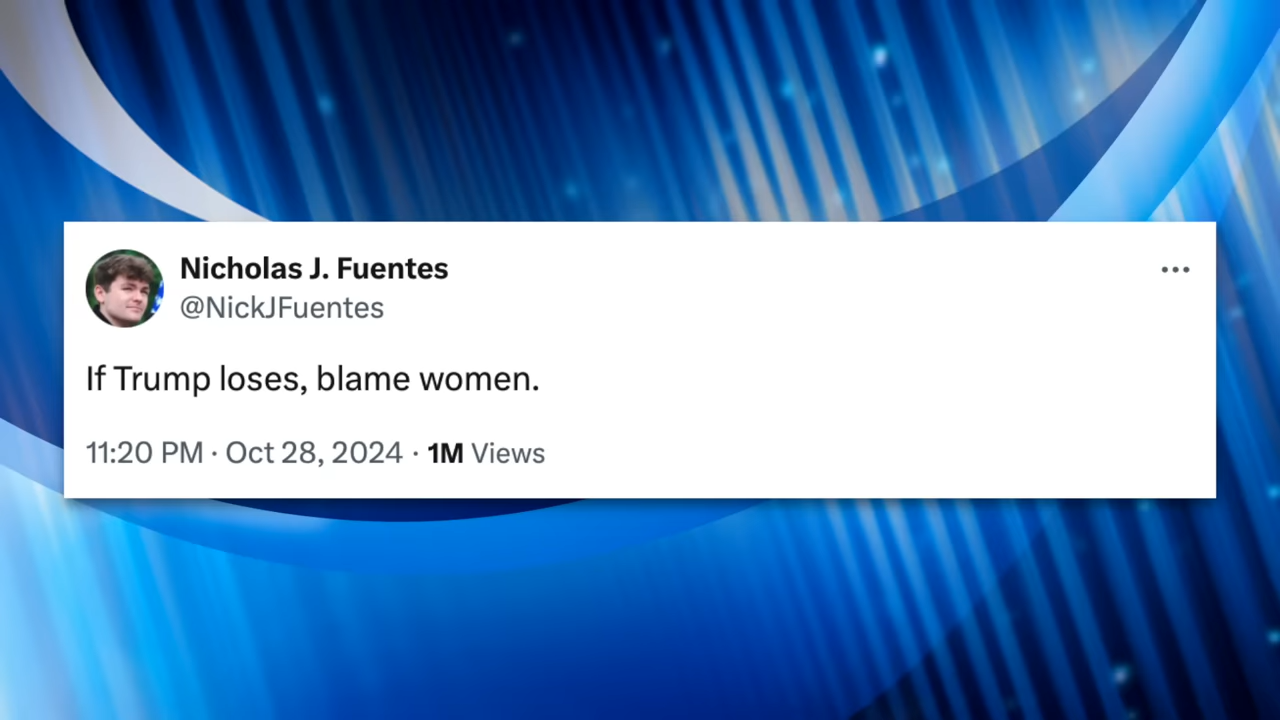 Nicholas J. Fuentes
@NickJFuentes
If Trump loses, blame women.
11:20 PM · Oct 28, 2024 · 1M Views